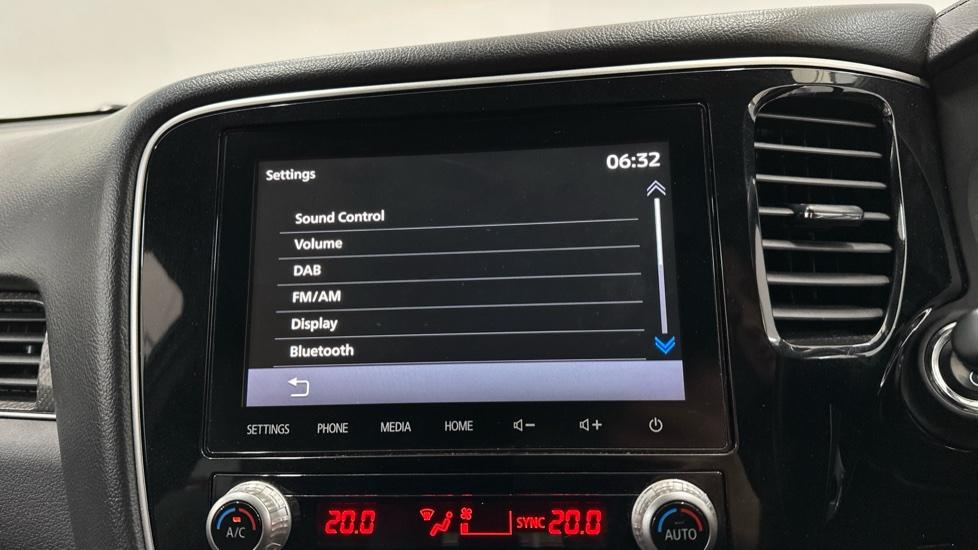 Settings 06:32
Sound Control
Volume
DAB
FM/AM
Display
Bluetooth
SETTINGS PHONE MEDIA HOME − +
A/C 20.0 SYNC 20.0 AUTO